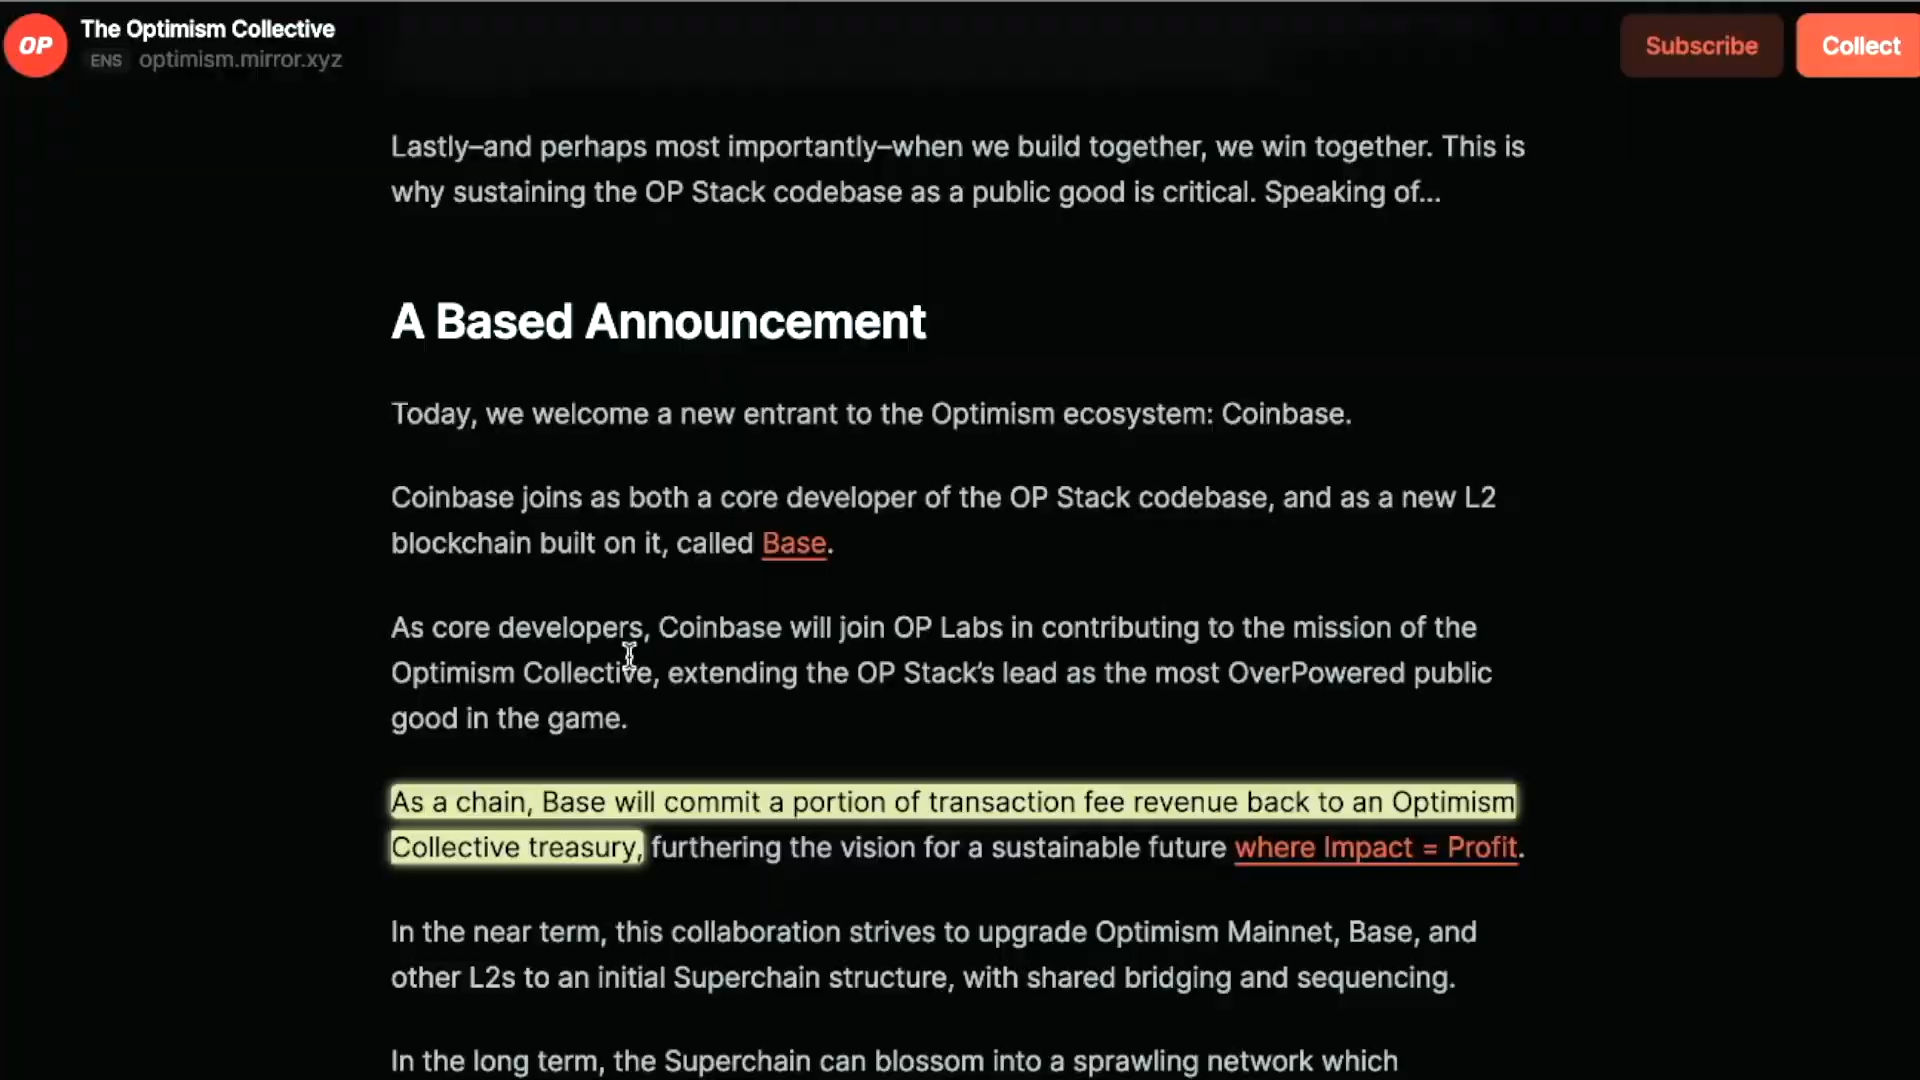 OP
The Optimism Collective
ENS optimism.mirror.xyz
Subscribe
Collect
Lastly–and perhaps most importantly–when we build together, we win together. This is
why sustaining the OP Stack codebase as a public good is critical. Speaking of...
A Based Announcement
Today, we welcome a new entrant to the Optimism ecosystem: Coinbase.
Coinbase joins as both a core developer of the OP Stack codebase, and as a new L2
blockchain built on it, called Base.
As core developers, Coinbase will join OP Labs in contributing to the mission of the
Optimism Collective, extending the OP Stack’s lead as the most OverPowered public
good in the game.
As a chain, Base will commit a portion of transaction fee revenue back to an Optimism
Collective treasury, furthering the vision for a sustainable future where Impact = Profit.
In the near term, this collaboration strives to upgrade Optimism Mainnet, Base, and
other L2s to an initial Superchain structure, with shared bridging and sequencing.
In the long term, the Superchain can blossom into a sprawling network which